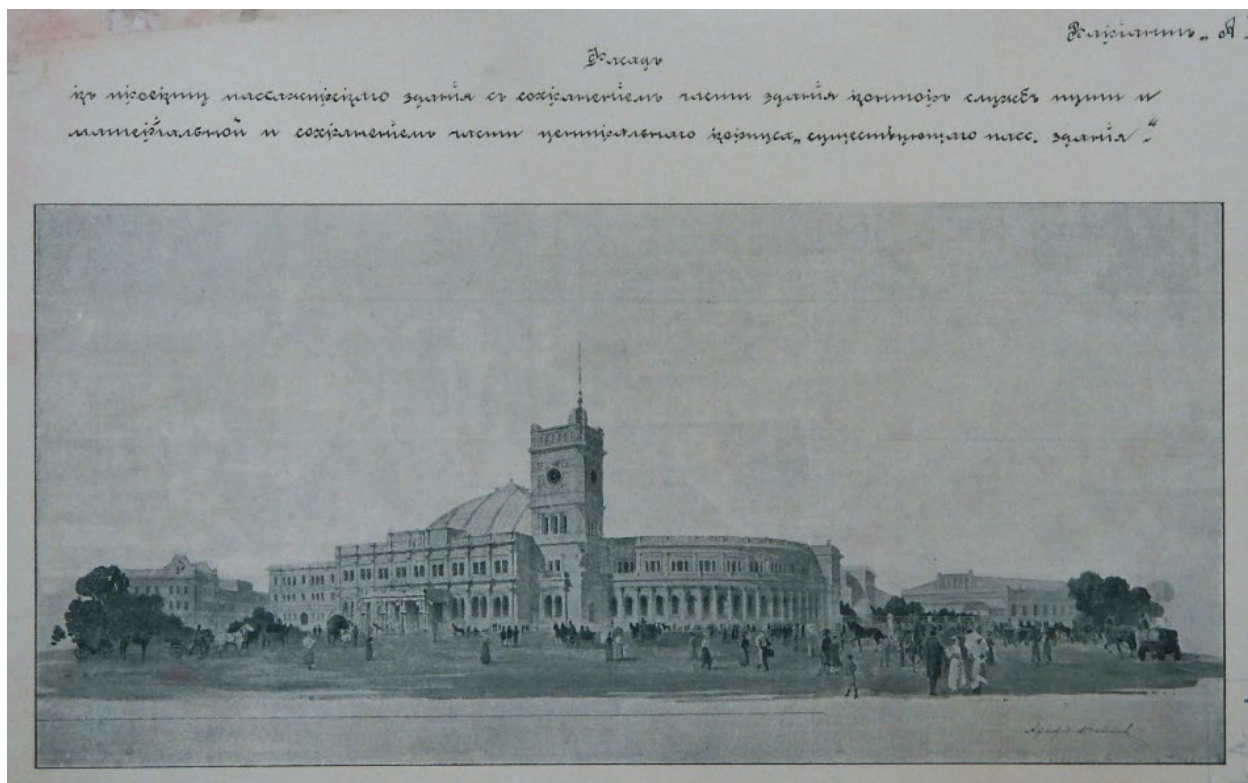 Варіантъ „А
Фасадъ
къ проекту пассажирскаго зданія съ сохраненіемъ части зданія конторъ службъ пути и
матеріальной и сохраненіемъ части центральнаго корпуса „существующаго пасс. зданія“.